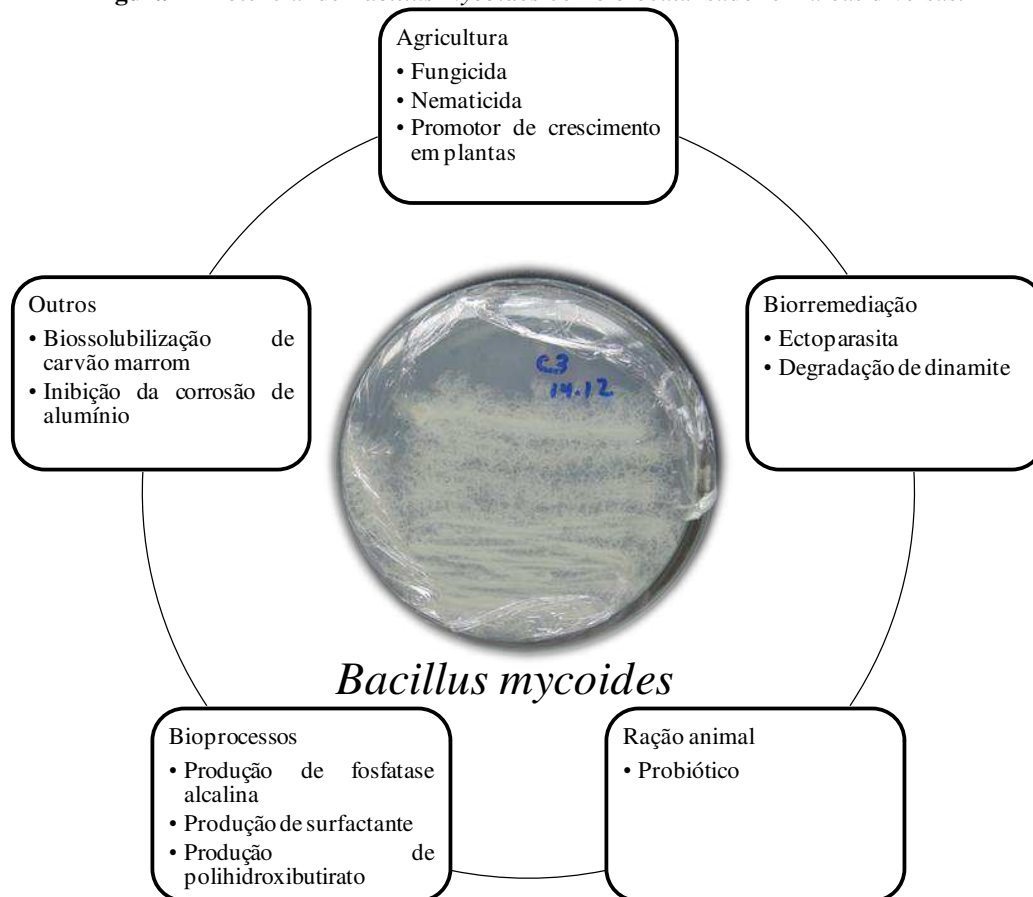 Agricultura
• Fungicida
• Nematicida
• Promotor de crescimento
em plantas
Outros
• Biossolubilização de
carvão marrom
• Inibição da corrosão de
alumínio
Biorremediação
• Ectoparasita
• Degradação de dinamite
C3
14.12
Bacillus mycoides
Bioprocessos
• Produção de fosfatase
alcalina
• Produção de surfactante
• Produção de
polihidroxibutirato
Ração animal
• Probiótico